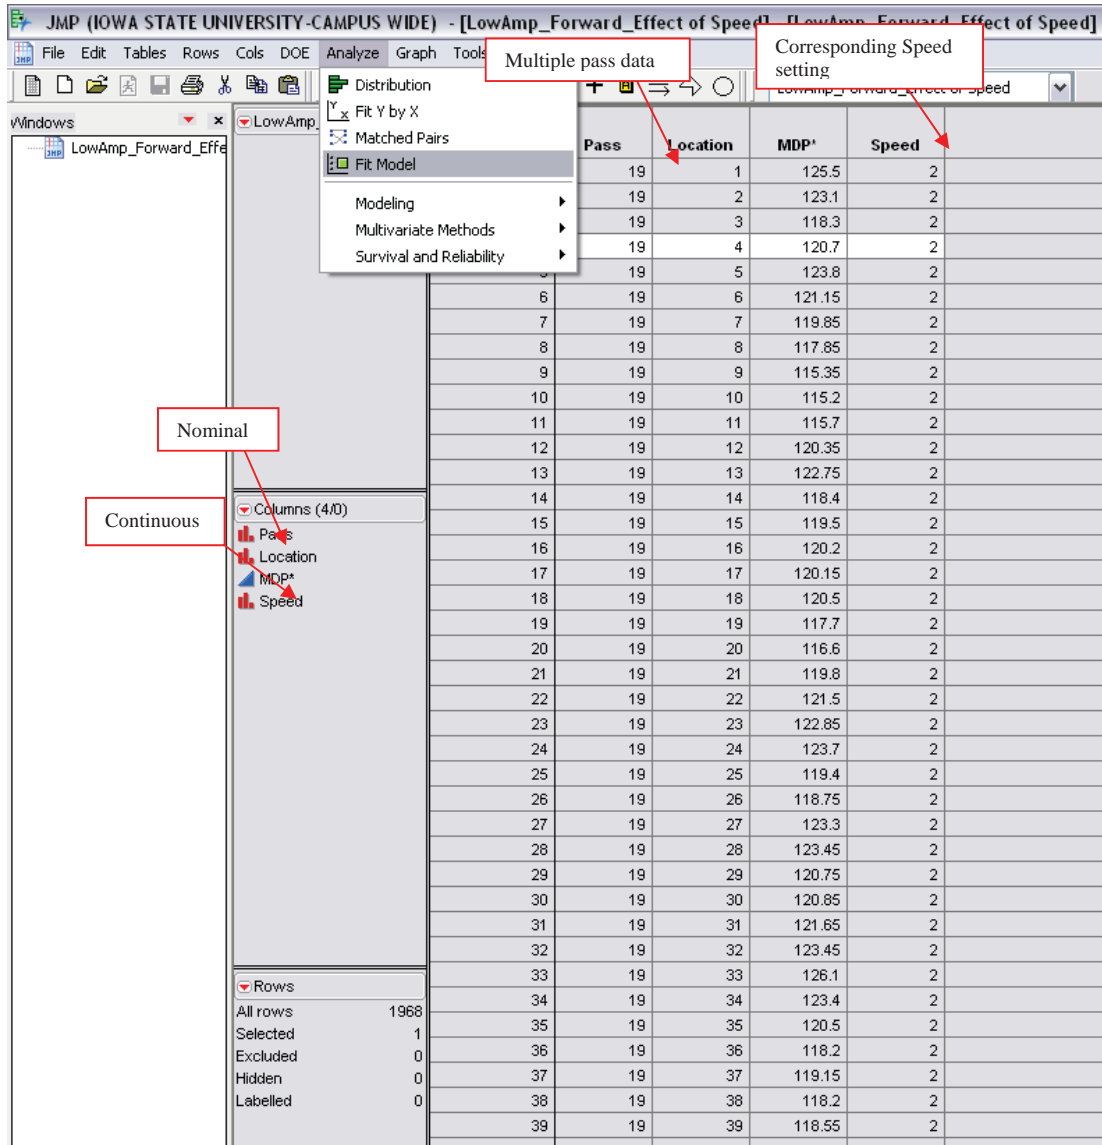 JMP (IOWA STATE UNIVERSITY-CAMPUS WIDE) - [LowAmp_Forward_Effect of Speed] - [LowAmp_Forward_Effect of Speed]
File Edit Tables Rows Cols DOE Analyze Graph Tools
Multiple pass data
Corresponding Speed
setting
LowAmp_Forward_Effect of Speed
Distribution
Fit Y by X
Matched Pairs
Fit Model
Modeling
Multivariate Methods
Survival and Reliability
Windows
LowAmp_Forward_Effe
LowAmp_
Nominal
Continuous
Columns (4/0)
Pass
Location
MDP*
Speed
Rows
All rows 1968
Selected 1
Excluded 0
Hidden 0
Labelled 0
Pass Location MDP* Speed
19 1 125.5 2
19 2 123.1 2
19 3 118.3 2
19 4 120.7 2
5 19 5 123.8 2
6 19 6 121.15 2
7 19 7 119.85 2
8 19 8 117.85 2
9 19 9 115.35 2
10 19 10 115.2 2
11 19 11 115.7 2
12 19 12 120.35 2
13 19 13 122.75 2
14 19 14 118.4 2
15 19 15 119.5 2
16 19 16 120.2 2
17 19 17 120.15 2
18 19 18 120.5 2
19 19 19 117.7 2
20 19 20 116.6 2
21 19 21 119.8 2
22 19 22 121.5 2
23 19 23 122.85 2
24 19 24 123.7 2
25 19 25 119.4 2
26 19 26 118.75 2
27 19 27 123.3 2
28 19 28 123.45 2
29 19 29 120.75 2
30 19 30 120.85 2
31 19 31 121.65 2
32 19 32 123.45 2
33 19 33 126.1 2
34 19 34 123.4 2
35 19 35 120.5 2
36 19 36 118.2 2
37 19 37 119.15 2
38 19 38 118.2 2
39 19 39 118.55 2